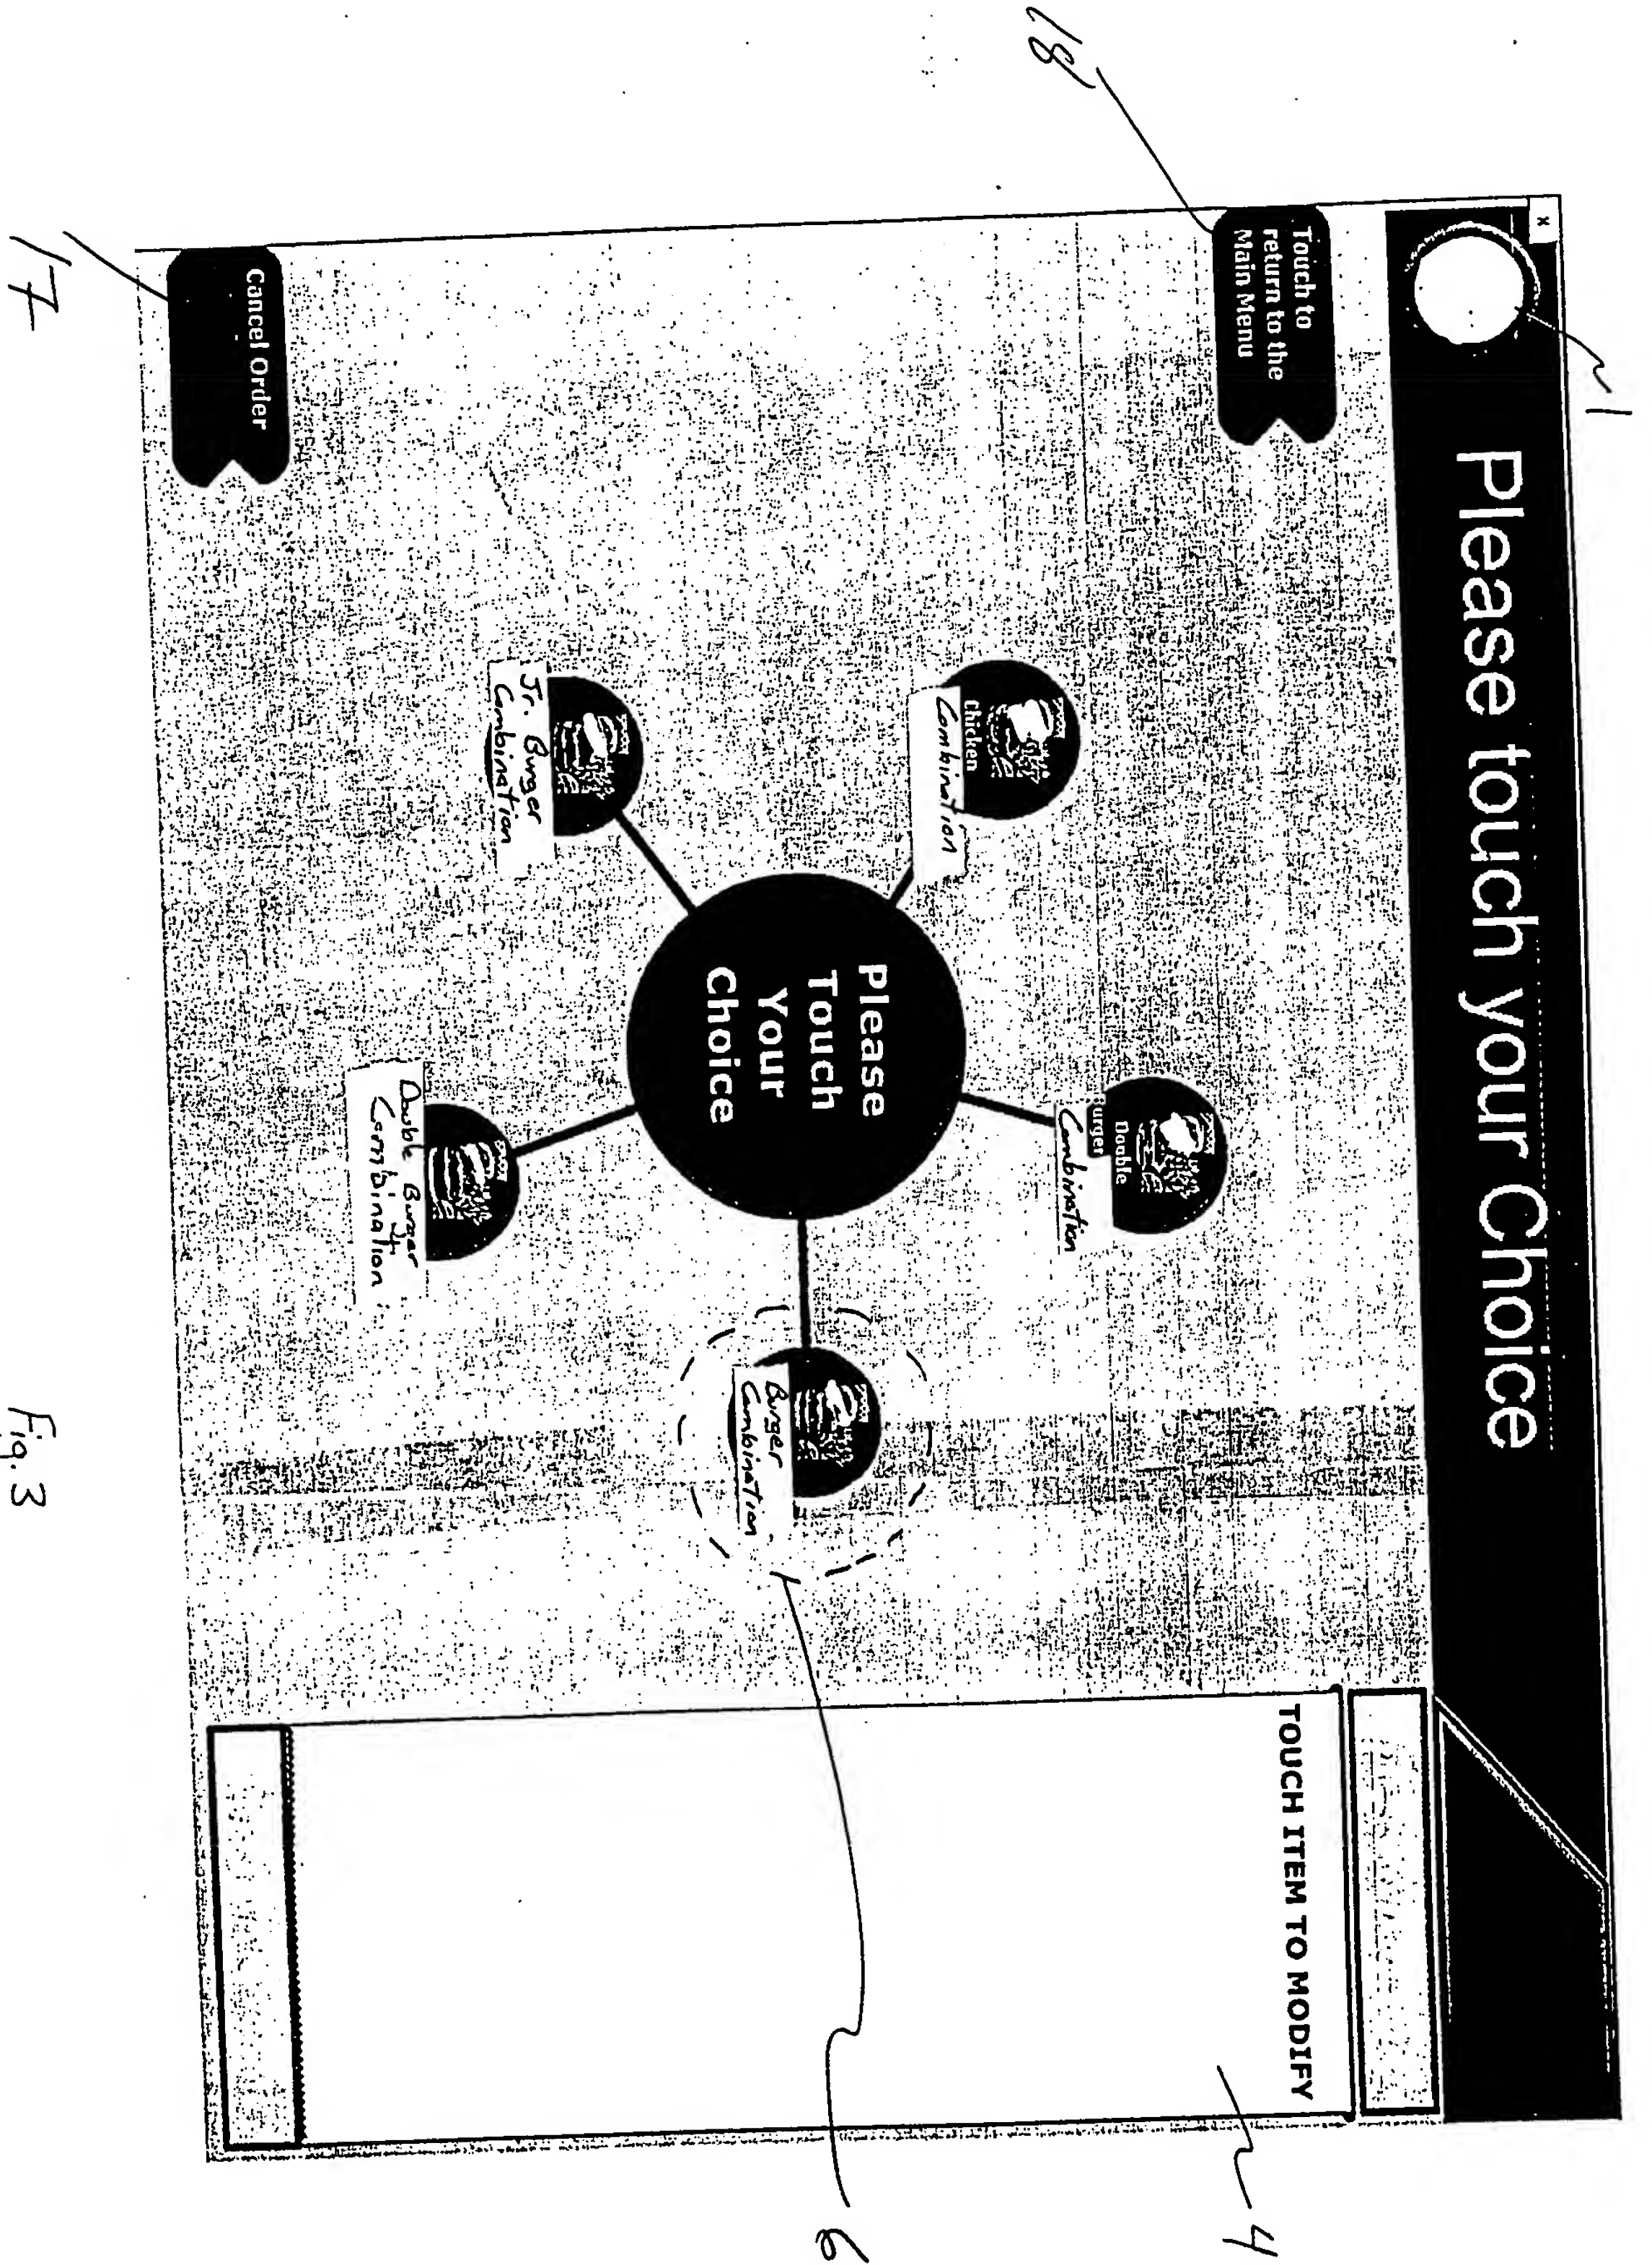 18
1
x
Please touch your Choice
Touch to
return to the
Main Menu
TOUCH ITEM TO MODIFY
4
Double
urger
Combination
Chicken
Combination
Please
Touch
Your
Choice
Burger
Combination
6
Jr. Burger
Combination
Double Burger
Combination
Cancel Order
17
Fig. 3